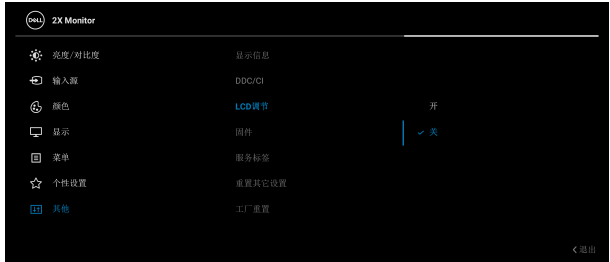 DELL 2X Monitor
亮度/对比度 显示信息
输入源 DDC/CI
颜色 LCD调节 开
显示 固件 关
菜单 服务标签
个性设置 重置其它设置
其他 工厂重置
退出